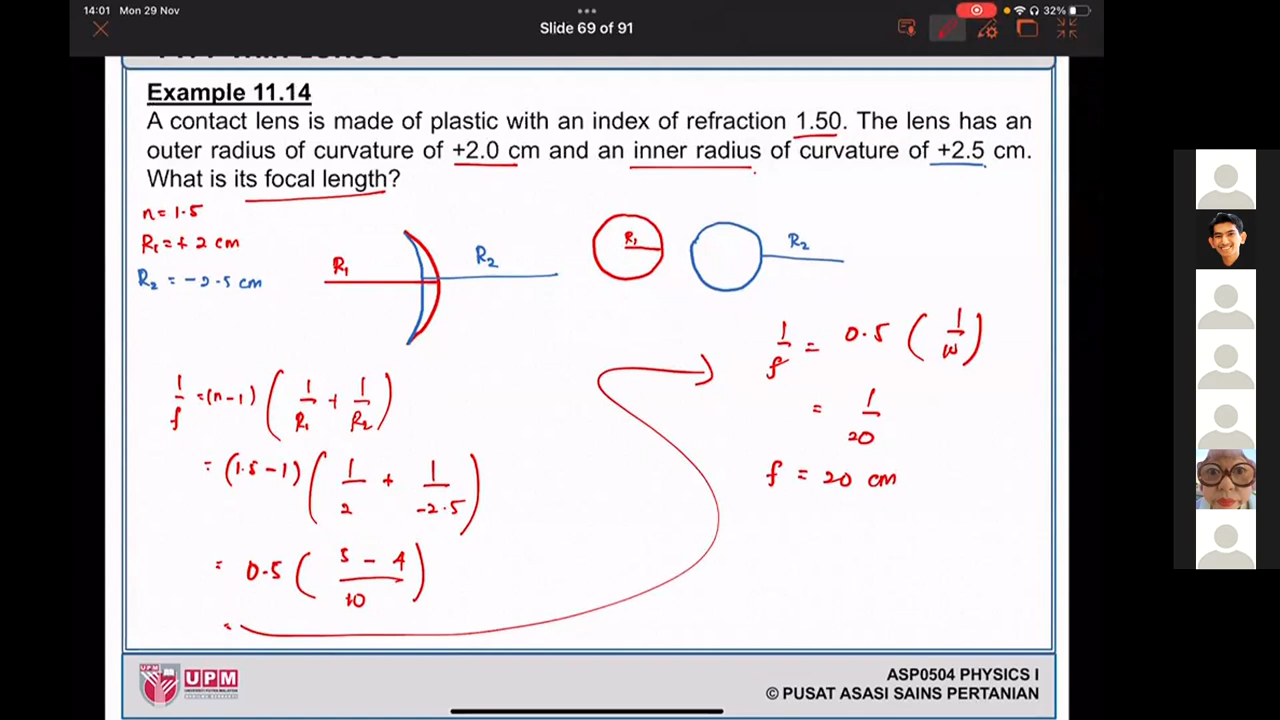 14:01 Mon 29 Nov
32%
Slide 69 of 91
Example 11.14
A contact lens is made of plastic with an index of refraction 1.50. The lens has an
outer radius of curvature of +2.0 cm and an inner radius of curvature of +2.5 cm.
What is its focal length?
n = 1.5
R₁ = + 2 cm
R₂ = -2.5 cm
R₁
R₂
R₁
R₂
1/f = (n-1) ( 1/R₁ + 1/R₂ )
= (1.5-1) ( 1/2 + 1/-2.5 )
= 0.5 ( 5 - 4 / 10 )
=
1/f = 0.5 ( 1/10 )
= 1/20
f = 20 cm
UPM
UPM
ASP0504 PHYSICS I
© PUSAT ASASI SAINS PERTANIAN